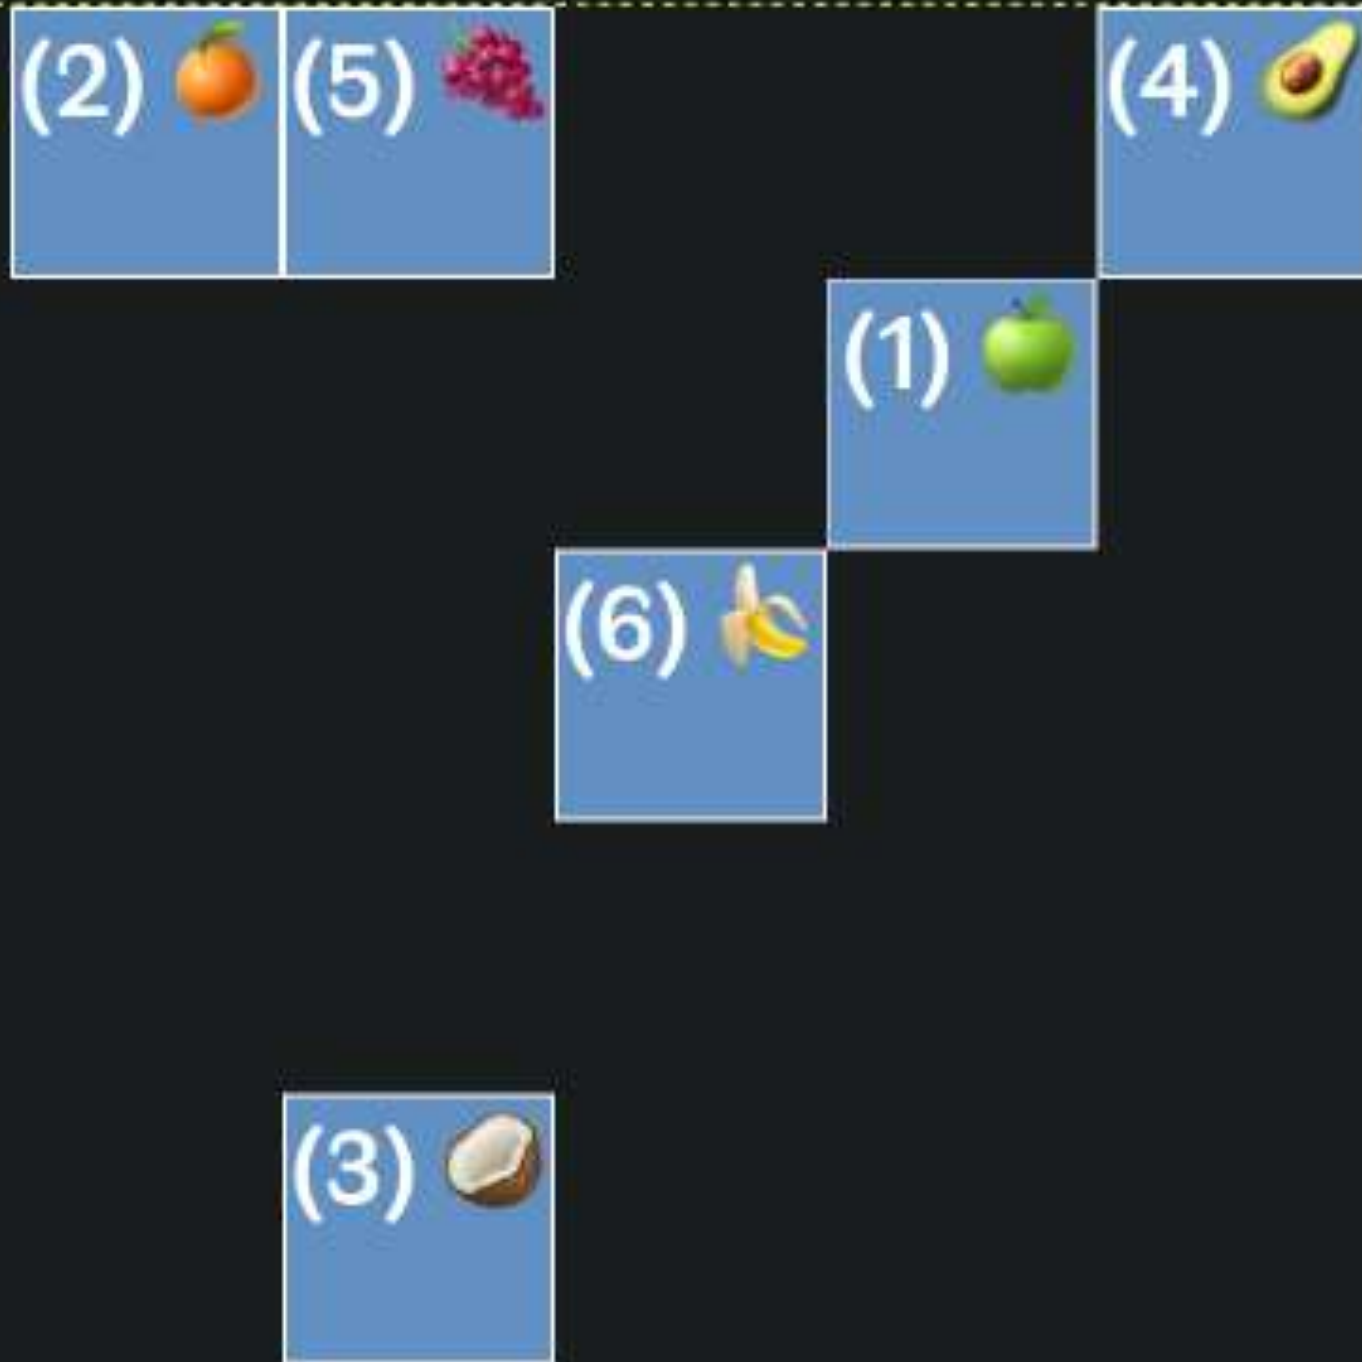 (2) 🍊 (5) 🍇 (4) 🥑
(1) 🍏
(6) 🍌
(3) 🥥